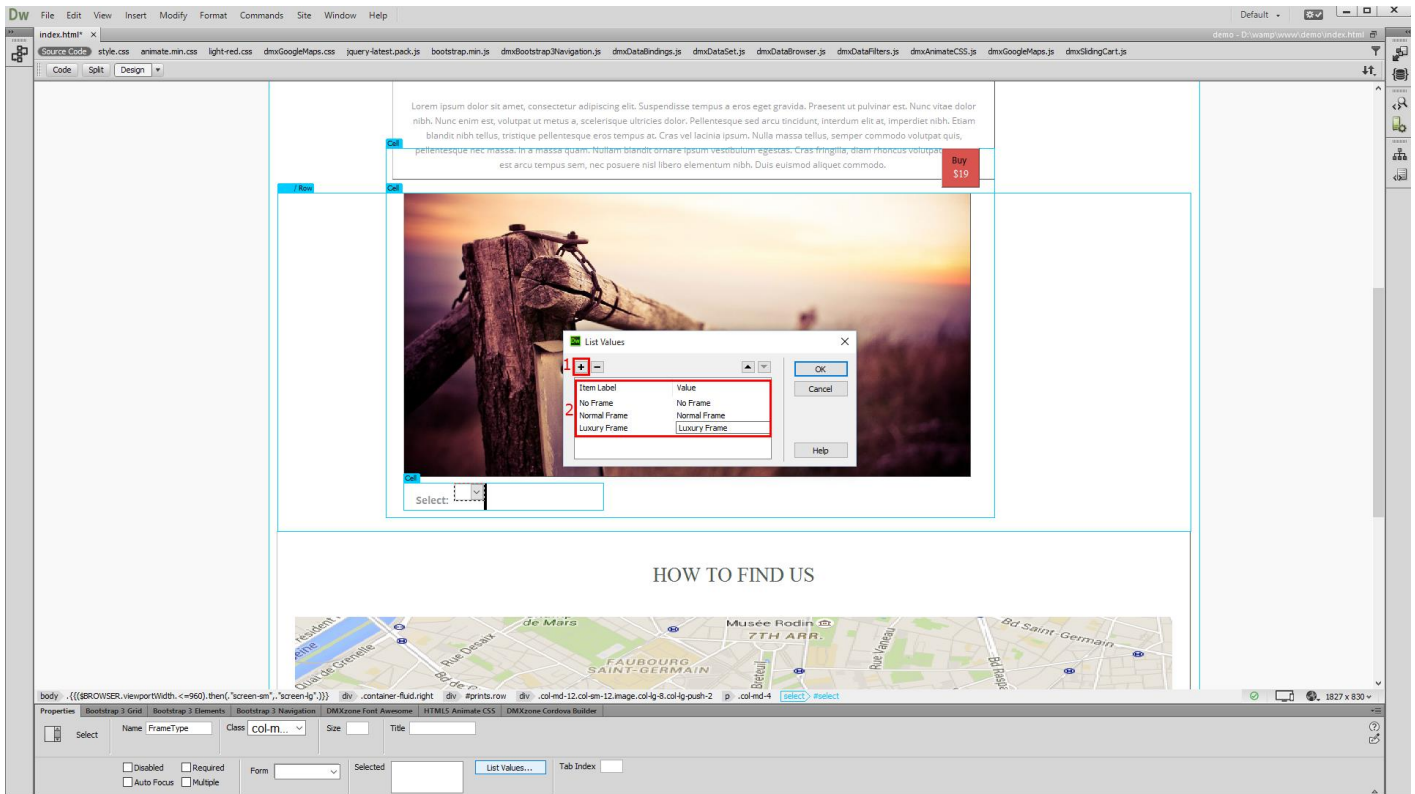 Dw File Edit View Insert Modify Format Commands Site Window Help Default
index.html* × demo - D:\wamp\www\demo\index.html
Source Code style.css animate.min.css light-red.css dmxGoogleMaps.css jquery-latest.pack.js bootstrap.min.js dmxBootstrap3Navigation.js dmxDataBindings.js dmxDataSet.js dmxDataBrowser.js dmxDataFilters.js dmxAnimateCSS.js dmxGoogleMaps.js dmxSlidingCart.js
Code Split Design
Lorem ipsum dolor sit amet, consectetur adipiscing elit. Suspendisse tempus a eros eget gravida. Praesent ut pulvinar est. Nunc vitae dolor
nibh. Nunc enim est, volutpat ut metus a, scelerisque ultricies dolor. Pellentesque sed arcu tincidunt, interdum elit at, imperdiet nibh. Etiam
blandit nibh tellus, tristique pellentesque eros tempus at. Cras vel lacinia ipsum. Nulla massa tellus, semper commodo volutpat quis,
Cell
pellentesque nec massa. In a massa quam. Nullam blandit ornare ipsum vestibulum egestas. Cras fringilla, diam rhoncus volutpat
est arcu tempus sem, nec posuere nisl libero elementum nibh. Duis euismod aliquet commodo.
Buy
$19
/ Row Cell
Dw List Values
1 + −
OK
Item Label Value
Cancel
2
No Frame No Frame
Normal Frame Normal Frame
Luxury Frame Luxury Frame
Help
Cell
Select:
HOW TO FIND US
resident
eine
Quai de Grenelle
Rue Desaix
de Mars
FAUBOURG
SAINT-GERMAIN
Musée Rodin
7TH ARR.
Breteuil
Rue Vaneau
Bd Raspa
Bd Saint-Germain
body .{{($BROWSER.viewportWidth. <=960).then(."screen-sm",."screen-lg".)}} div .container-fluid.right div #prints.row div .col-md-12.col-sm-12.image.col-lg-8.col-lg-push-2 p .col-md-4 select #select 1827 x 830
Properties Bootstrap 3 Grid Bootstrap 3 Elements Bootstrap 3 Navigation DMXzone Font Awesome HTML5 Animate CSS DMXzone Cordova Builder
Select Name FrameType Class col-m... Size Title
Disabled Required Form Selected List Values... Tab Index
Auto Focus Multiple